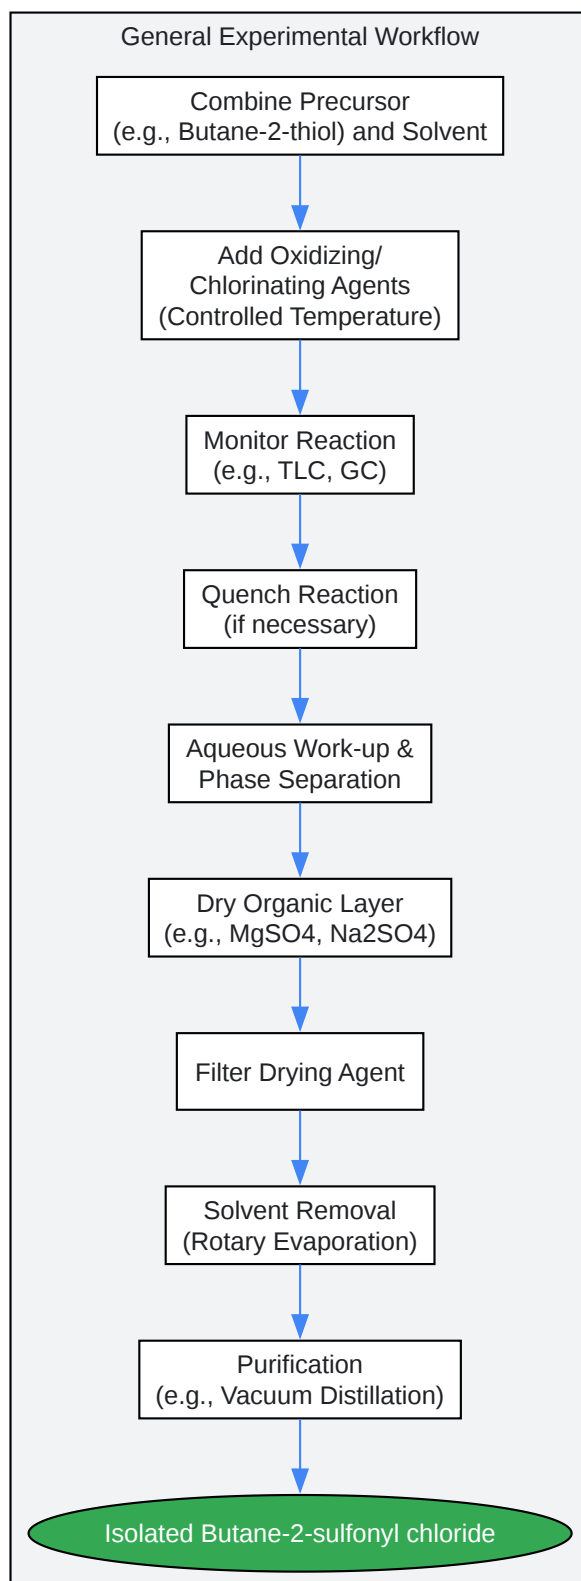 General Experimental Workflow
Combine Precursor
(e.g., Butane-2-thiol) and Solvent
Add Oxidizing/
Chlorinating Agents
(Controlled Temperature)
Monitor Reaction
(e.g., TLC, GC)
Quench Reaction
(if necessary)
Aqueous Work-up &
Phase Separation
Dry Organic Layer
(e.g., MgSO4, Na2SO4)
Filter Drying Agent
Solvent Removal
(Rotary Evaporation)
Purification
(e.g., Vacuum Distillation)
Isolated Butane-2-sulfonyl chloride